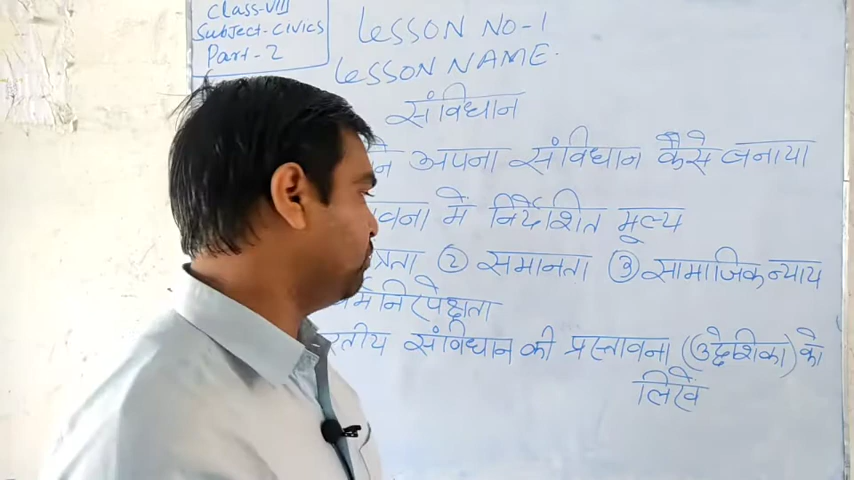 Class-VIII
Subject-Civics
Part-2
Lesson No-1
Lesson Name.
संविधान
अपना संविधान कैसे बनाया
में निर्देशित मूल्य
② समानता ③ सामाजिक न्याय
संविधान की प्रस्तावना (उद्देशिका) को
लिखे